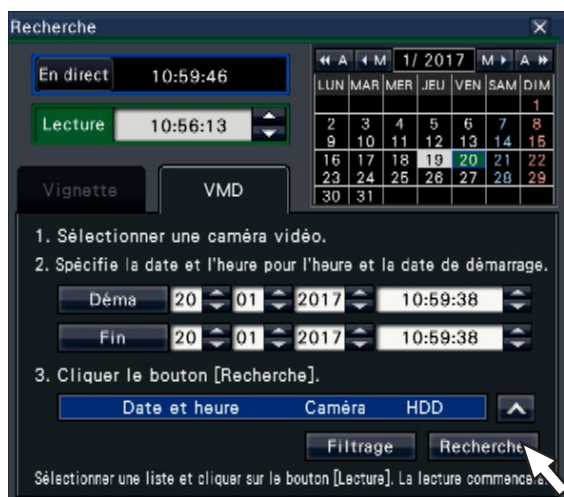 Recherche
En direct 10:59:46
Lecture 10:56:13
A M 1/ 2017 M A
LUN MAR MER JEU VEN SAM DIM
1
2 3 4 5 6 7 8
9 10 11 12 13 14 15
16 17 18 19 20 21 22
23 24 25 26 27 28 29
30 31
Vignette VMD
1. Sélectionner une caméra vidéo.
2. Spécifie la date et l'heure pour l'heure et la date de démarrage.
Déma 20 01 2017 10:59:38
Fin 20 01 2017 10:59:38
3. Cliquer le bouton [Recherche].
Date et heure Caméra HDD
Filtrage Recherche
Sélectionner une liste et cliquer sur le bouton [Lecture]. La lecture commencera.